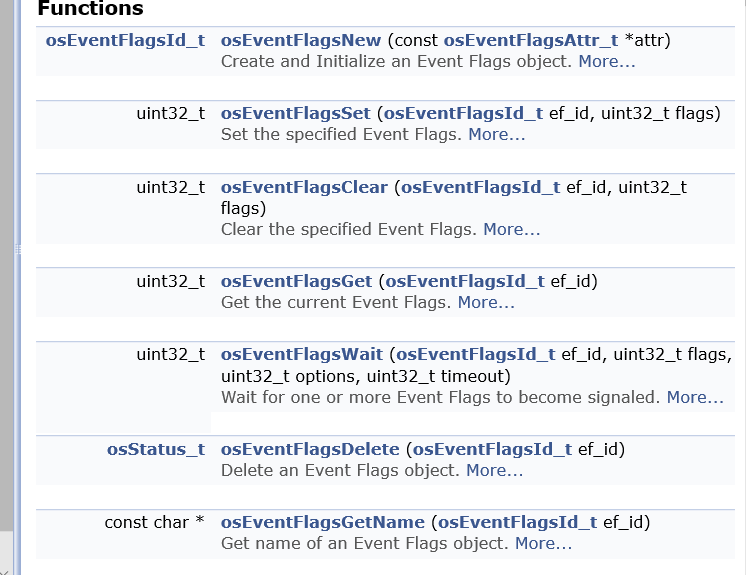 Functions
osEventFlagsId_t osEventFlagsNew (const osEventFlagsAttr_t *attr)
Create and Initialize an Event Flags object. More...
uint32_t osEventFlagsSet (osEventFlagsId_t ef_id, uint32_t flags)
Set the specified Event Flags. More...
uint32_t osEventFlagsClear (osEventFlagsId_t ef_id, uint32_t
flags)
Clear the specified Event Flags. More...
uint32_t osEventFlagsGet (osEventFlagsId_t ef_id)
Get the current Event Flags. More...
uint32_t osEventFlagsWait (osEventFlagsId_t ef_id, uint32_t flags,
uint32_t options, uint32_t timeout)
Wait for one or more Event Flags to become signaled. More...
osStatus_t osEventFlagsDelete (osEventFlagsId_t ef_id)
Delete an Event Flags object. More...
const char * osEventFlagsGetName (osEventFlagsId_t ef_id)
Get name of an Event Flags object. More...